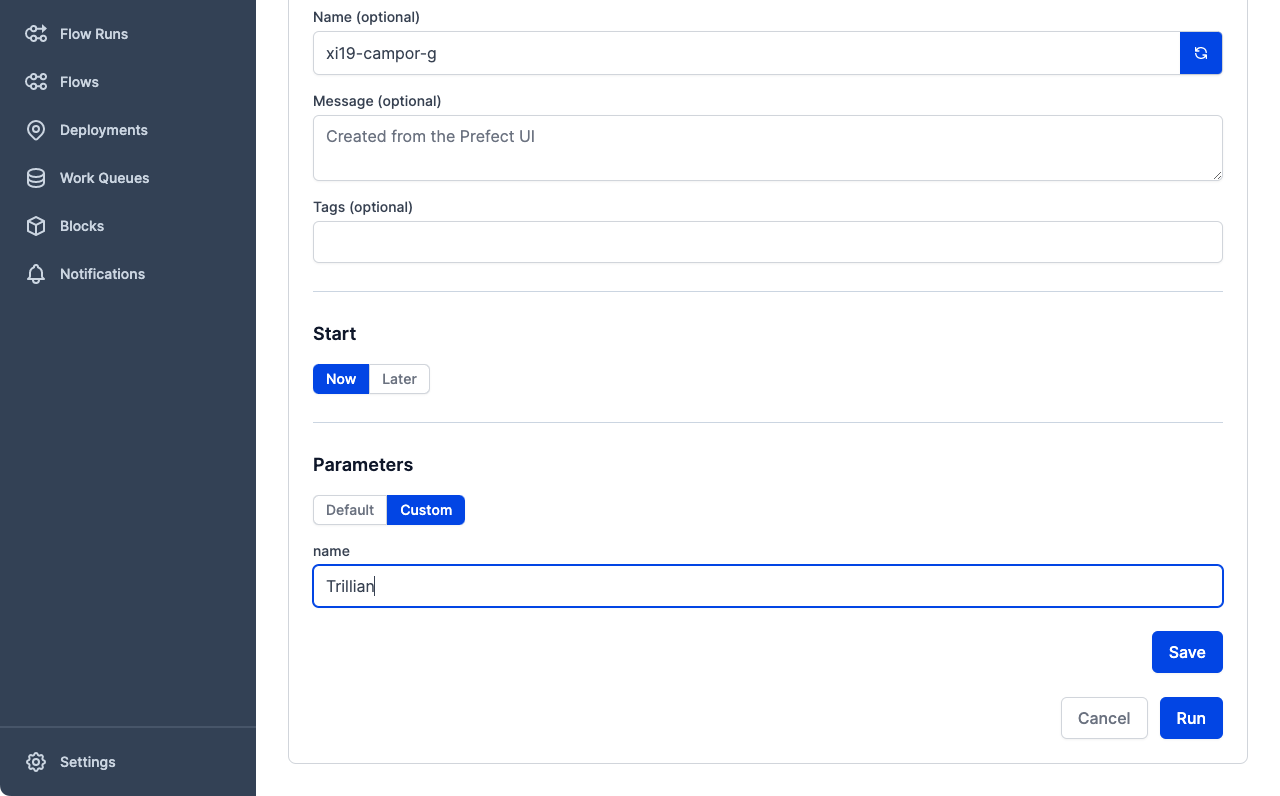 Flow Runs
Flows
Deployments
Work Queues
Blocks
Notifications
Settings
Name (optional)
xi19-campor-g
Message (optional)
Created from the Prefect UI
Tags (optional)
Start
Now Later
Parameters
Default Custom
name
Trillian
Save
Cancel Run